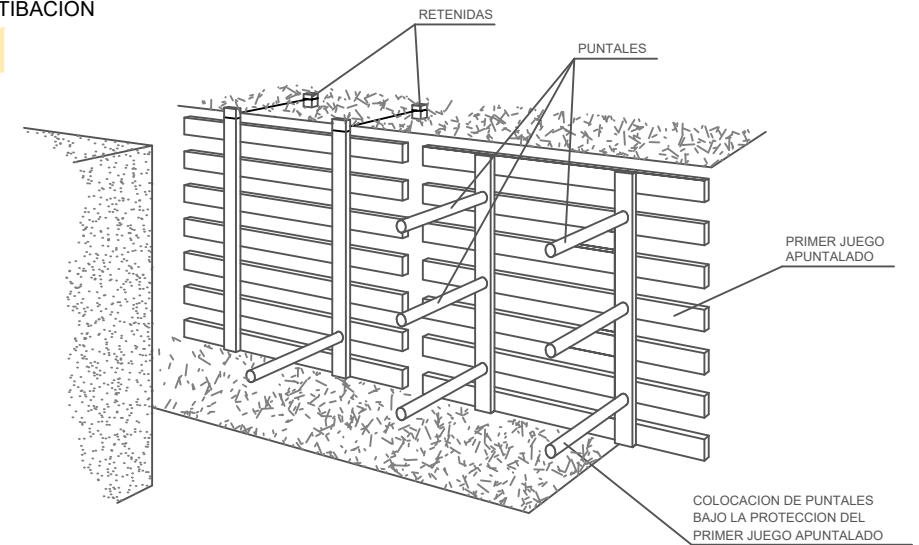 TIBACION
RETENIDAS
PUNTALES
PRIMER JUEGO
APUNTALADO
COLOCACION DE PUNTALES
BAJO LA PROTECCION DEL
PRIMER JUEGO APUNTALADO